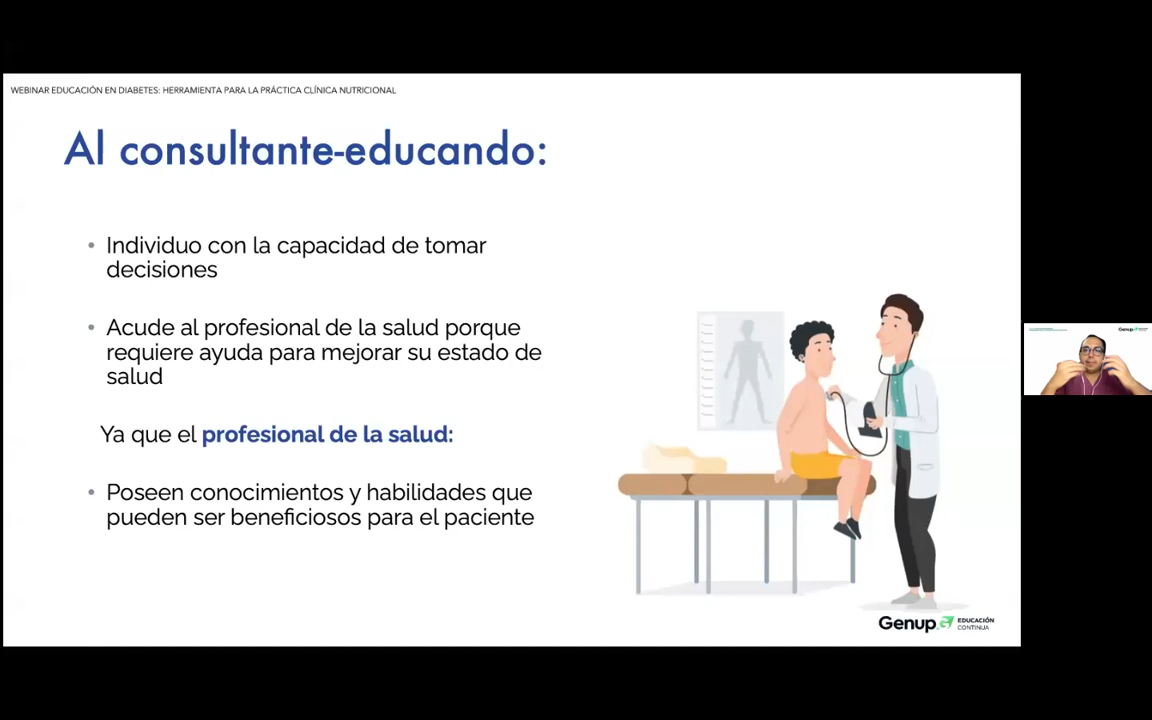 WEBINAR EDUCACIÓN EN DIABETES: HERRAMIENTA PARA LA PRÁCTICA CLÍNICA NUTRICIONAL
Al consultante-educando:
• Individuo con la capacidad de tomar
decisiones
• Acude al profesional de la salud porque
requiere ayuda para mejorar su estado de
salud
Ya que el profesional de la salud:
• Poseen conocimientos y habilidades que
pueden ser beneficiosos para el paciente
Genup EDUCACIÓN
CONTINUA
Genup